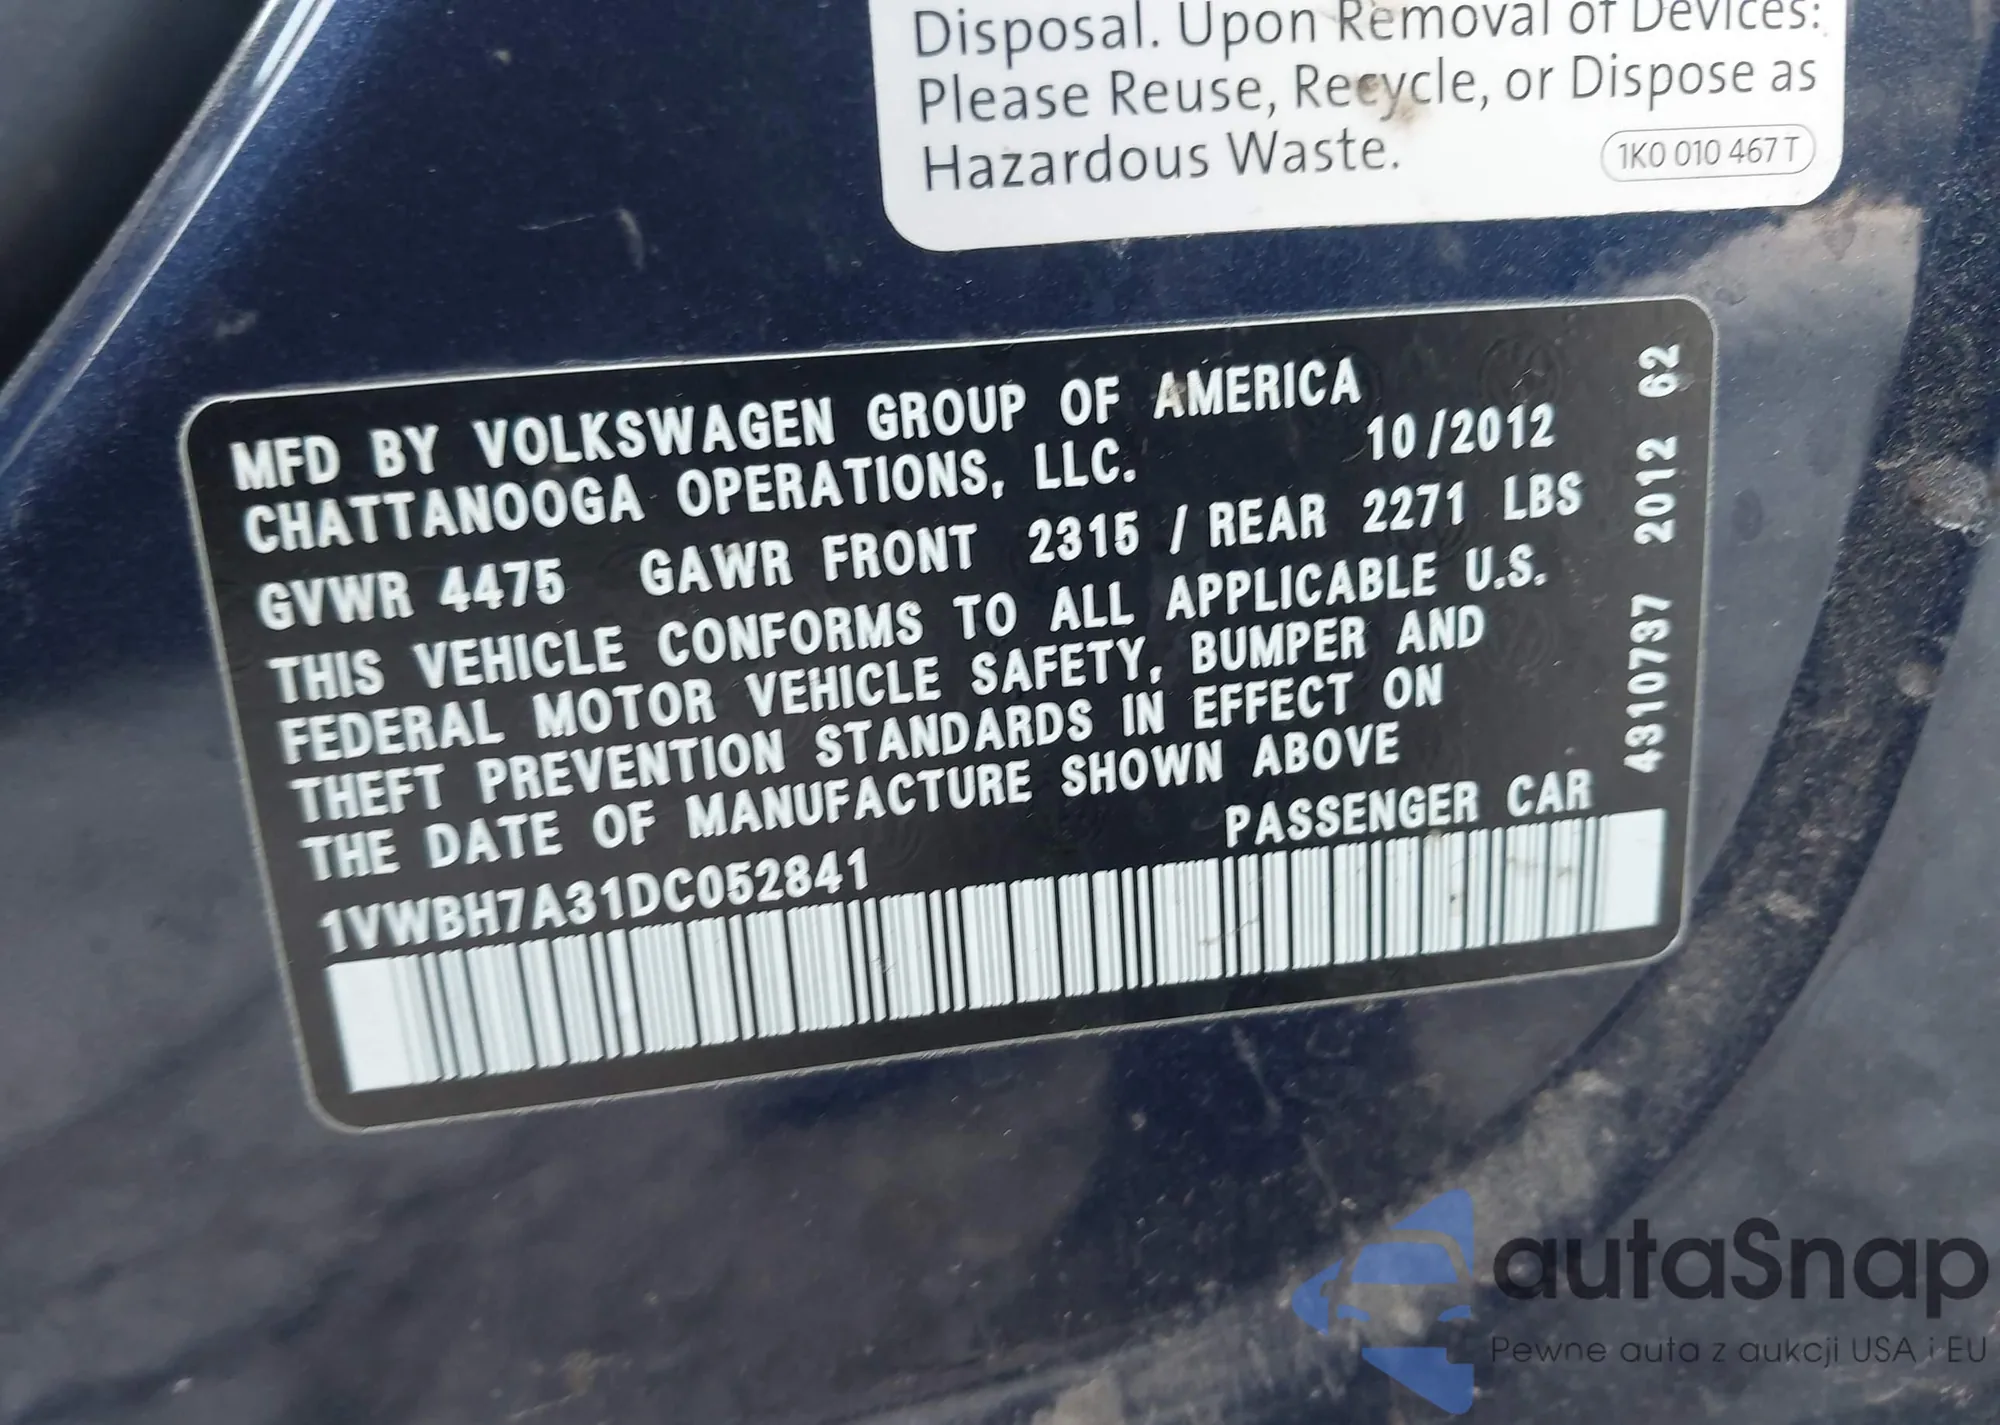 Disposal. Upon Removal of Devices:
Please Reuse, Recycle, or Dispose as
Hazardous Waste.
1K0 010 467 T
MFD BY VOLKSWAGEN GROUP OF AMERICA
CHATTANOOGA OPERATIONS, LLC. 10/2012
GVWR 4475 GAWR FRONT 2315 / REAR 2271 LBS
THIS VEHICLE CONFORMS TO ALL APPLICABLE U.S.
FEDERAL MOTOR VEHICLE SAFETY, BUMPER AND
THEFT PREVENTION STANDARDS IN EFFECT ON
THE DATE OF MANUFACTURE SHOWN ABOVE
PASSENGER CAR
1VWBH7A31DC052841
4310737 2012 62
autaSnap
Pewne auta z aukcji USA i EU